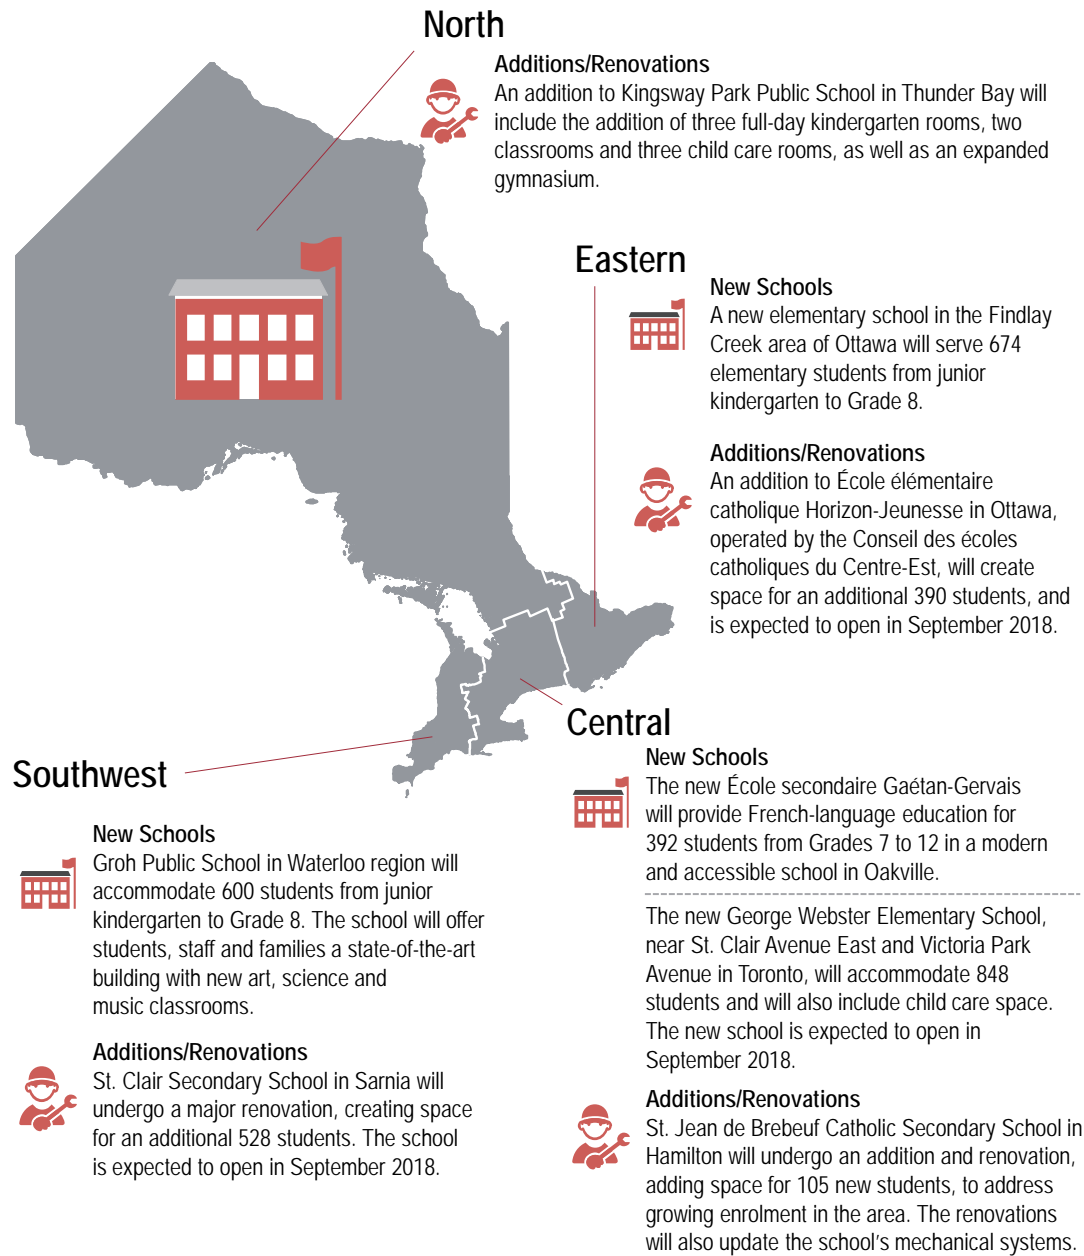 North
Additions/Renovations
An addition to Kingsway Park Public School in Thunder Bay will
include the addition of three full-day kindergarten rooms, two
classrooms and three child care rooms, as well as an expanded
gymnasium.
Eastern
New Schools
A new elementary school in the Findlay
Creek area of Ottawa will serve 674
elementary students from junior
kindergarten to Grade 8.
Additions/Renovations
An addition to École élémentaire
catholique Horizon-Jeunesse in Ottawa,
operated by the Conseil des écoles
catholiques du Centre-Est, will create
space for an additional 390 students, and
is expected to open in September 2018.
Central
New Schools
The new École secondaire Gaétan-Gervais
will provide French-language education for
392 students from Grades 7 to 12 in a modern
and accessible school in Oakville.
The new George Webster Elementary School,
near St. Clair Avenue East and Victoria Park
Avenue in Toronto, will accommodate 848
students and will also include child care space.
The new school is expected to open in
September 2018.
Additions/Renovations
St. Jean de Brebeuf Catholic Secondary School in
Hamilton will undergo an addition and renovation,
adding space for 105 new students, to address
growing enrolment in the area. The renovations
will also update the school's mechanical systems.
Southwest
New Schools
Groh Public School in Waterloo region will
accommodate 600 students from junior
kindergarten to Grade 8. The school will offer
students, staff and families a state-of-the-art
building with new art, science and
music classrooms.
Additions/Renovations
St. Clair Secondary School in Sarnia will
undergo a major renovation, creating space
for an additional 528 students. The school
is expected to open in September 2018.